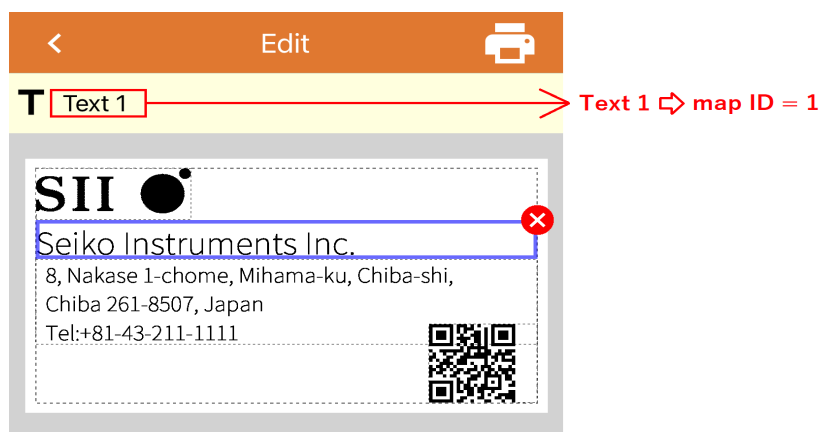 Edit
T Text 1
Text 1 ⇨ map ID = 1
SII
Seiko Instruments Inc.
8, Nakase 1-chome, Mihama-ku, Chiba-shi,
Chiba 261-8507, Japan
Tel:+81-43-211-1111